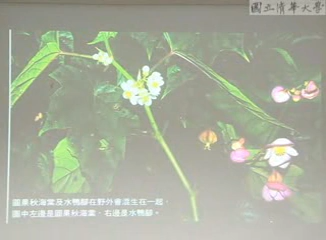 國立清華大學
圓果秋海棠及水鴨腳在野外會混生在一起,
圖中左邊是圓果秋海棠,右邊是水鴨腳。